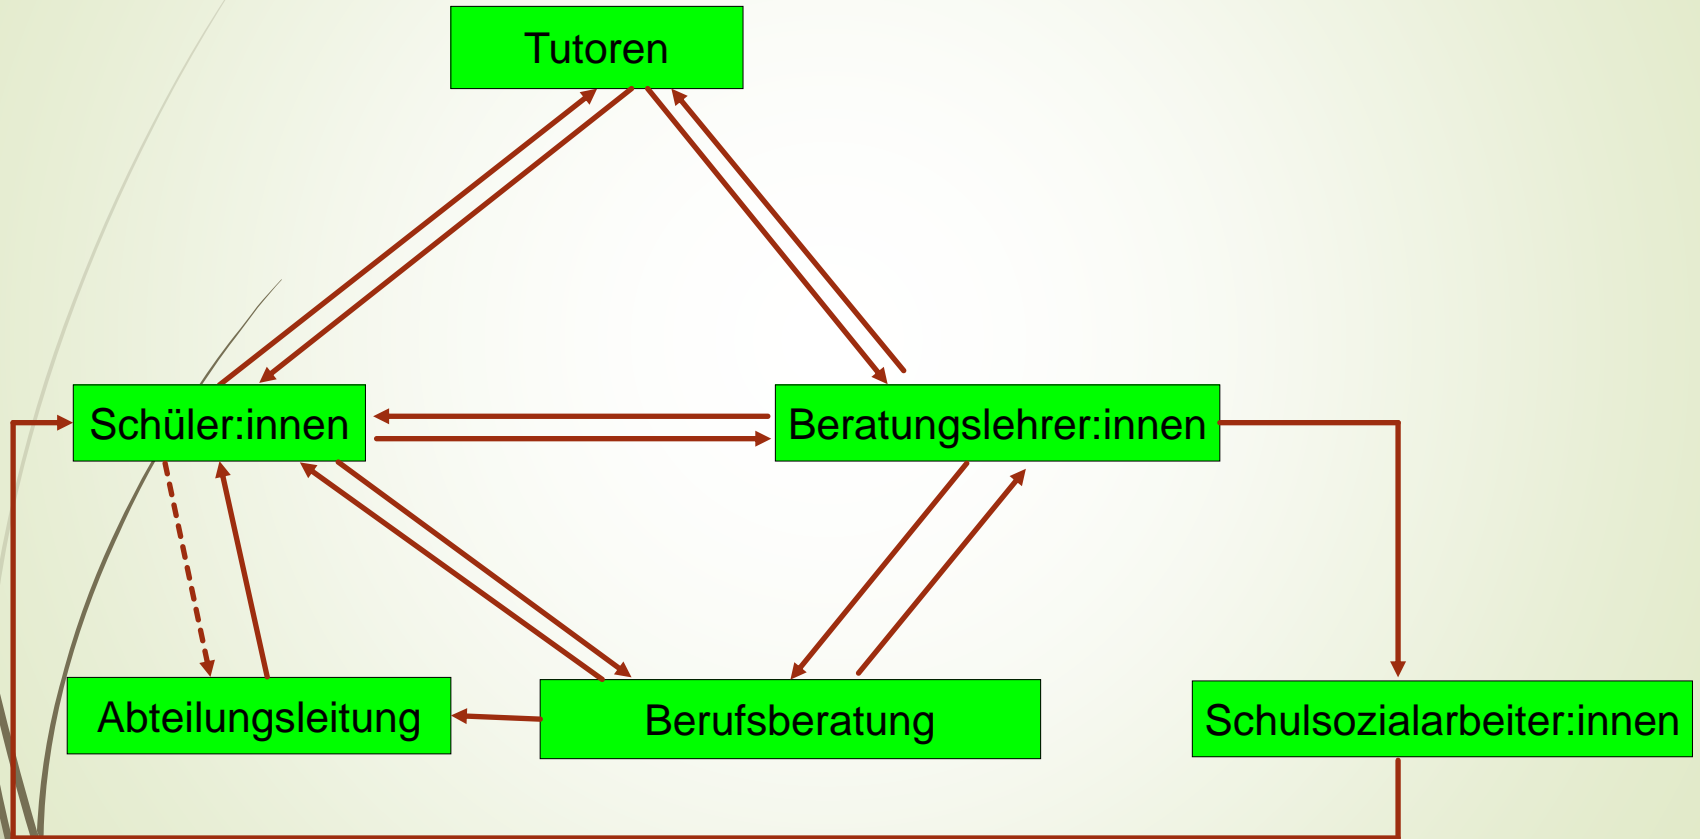 Tutoren
Schüler:innen
Beratungslehrer:innen
Abteilungsleitung
Berufsberatung
Schulsozialarbeiter:innen